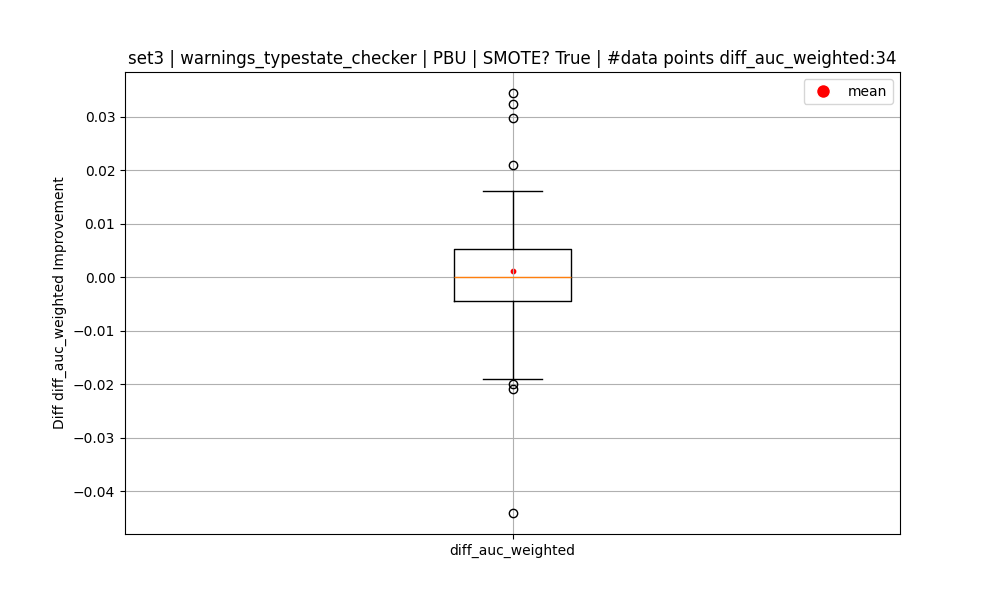 set3 | warnings_typestate_checker | PBU | SMOTE? True | #data points diff_auc_weighted:34
mean
0.03
0.02
0.01
0.00
−0.01
−0.02
−0.03
−0.04
Diff diff_auc_weighted Improvement
diff_auc_weighted